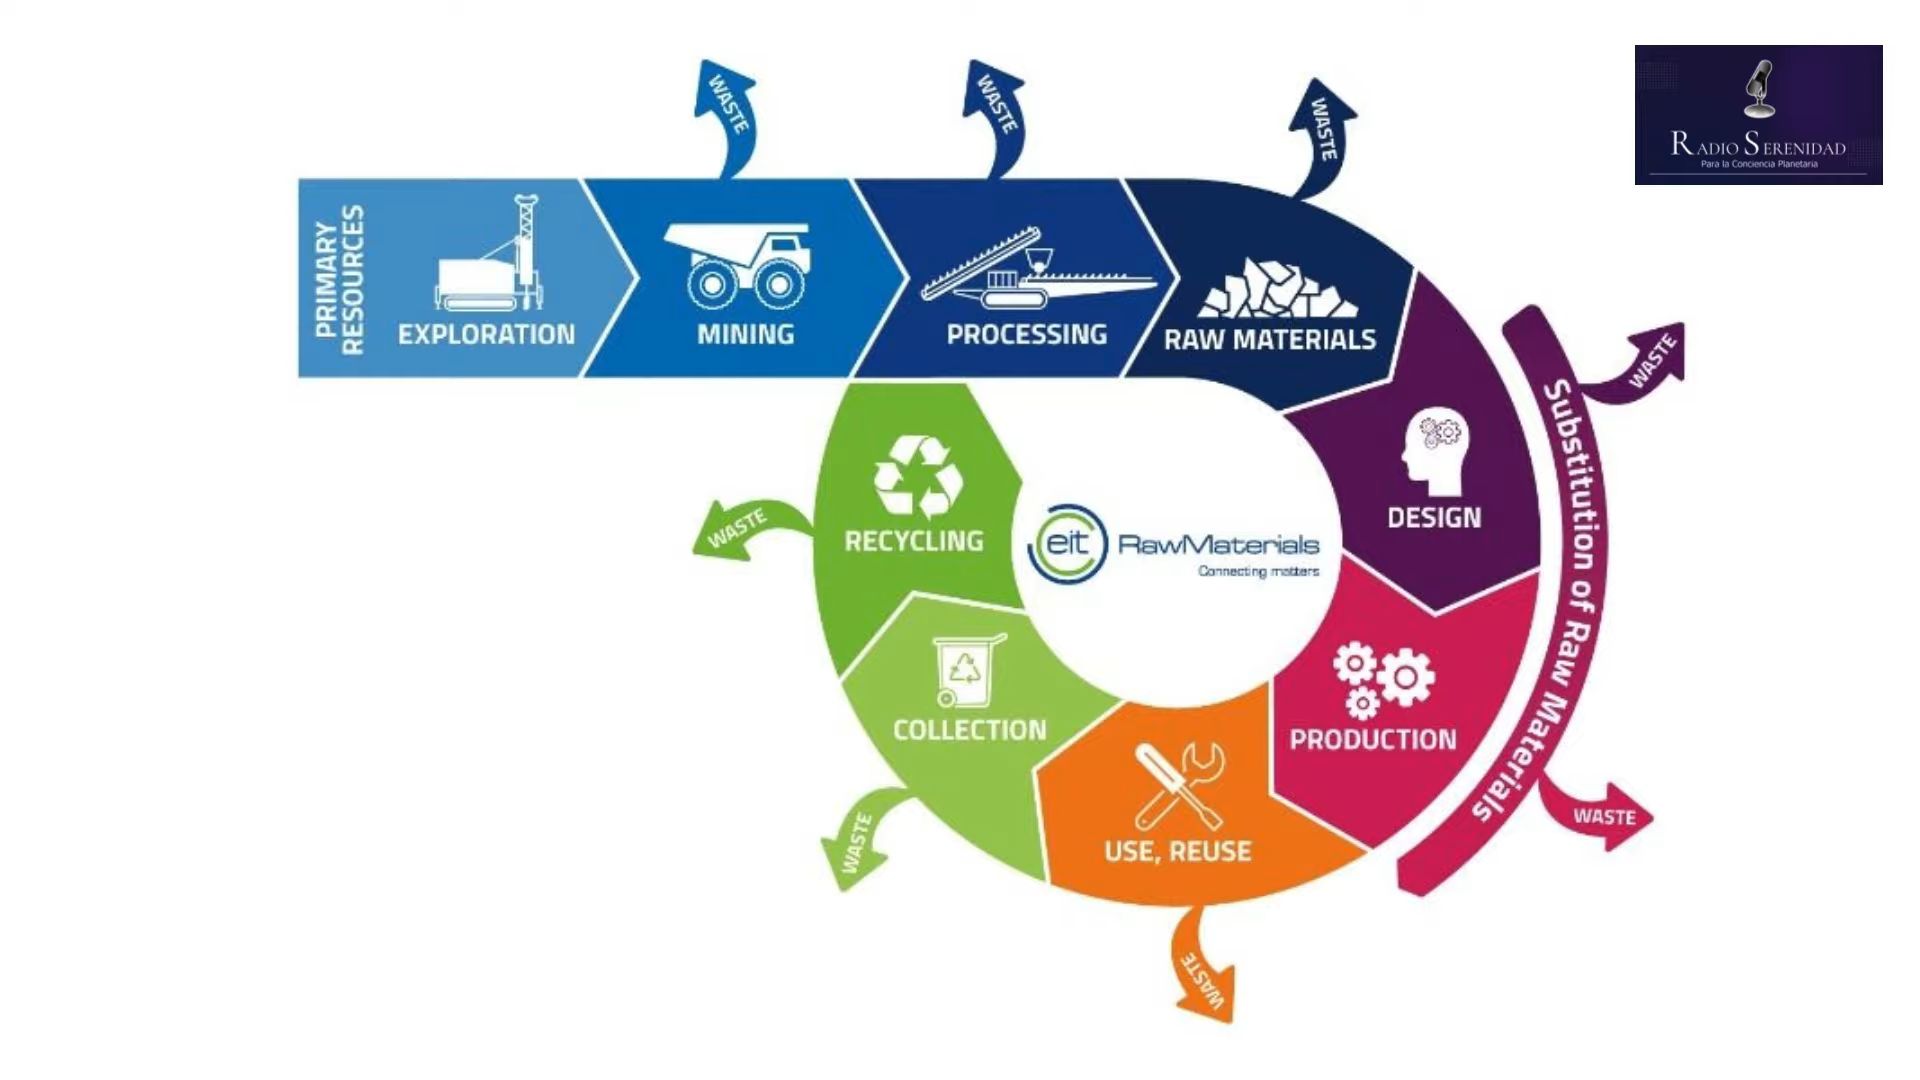 WASTE
WASTE
WASTE
RADIO SERENIDAD
Para la Conciencia Planetaria
PRIMARY
RESOURCES
EXPLORATION
MINING
PROCESSING
RAW MATERIALS
WASTE
DESIGN
Substitution of Raw Materials
PRODUCTION
WASTE
USE, REUSE
WASTE
COLLECTION
WASTE
RECYCLING
WASTE
eit RawMaterials
Connecting matters